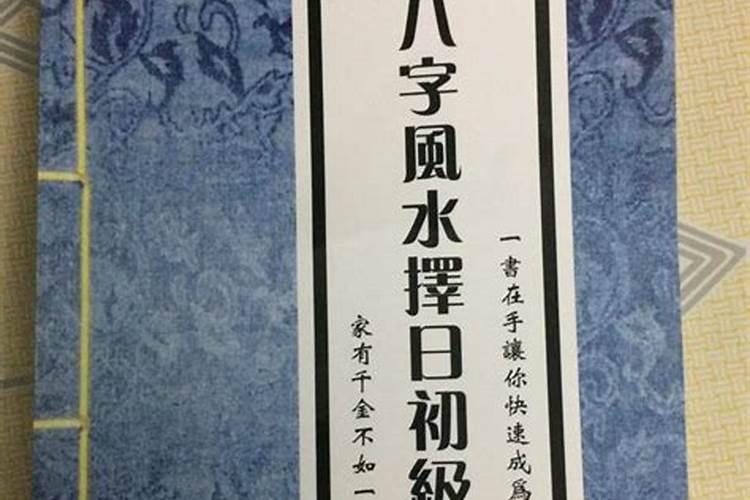 一書在手讓你快速成爲
八字風水擇日初級
家有千金不如一